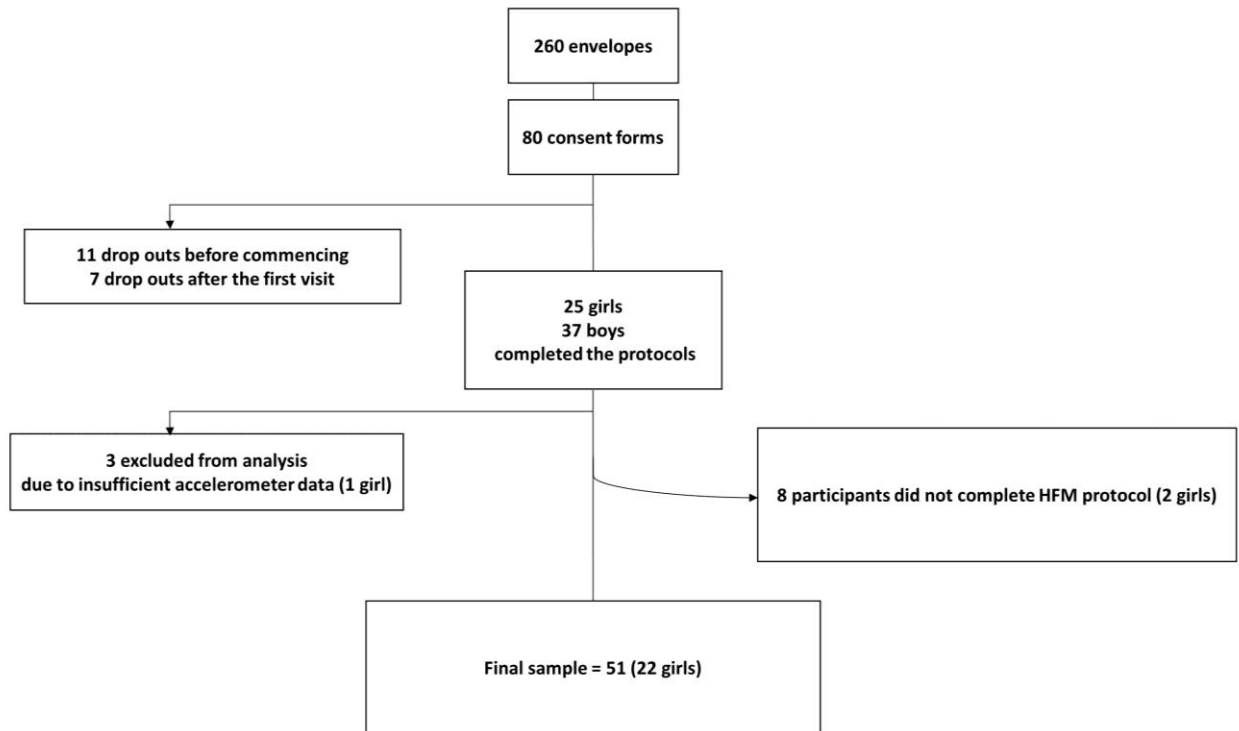 260 envelopes
80 consent forms
11 drop outs before commencing
7 drop outs after the first visit
25 girls
37 boys
completed the protocols
3 excluded from analysis
due to insufficient accelerometer data (1 girl)
8 participants did not complete HFM protocol (2 girls)
Final sample = 51 (22 girls)